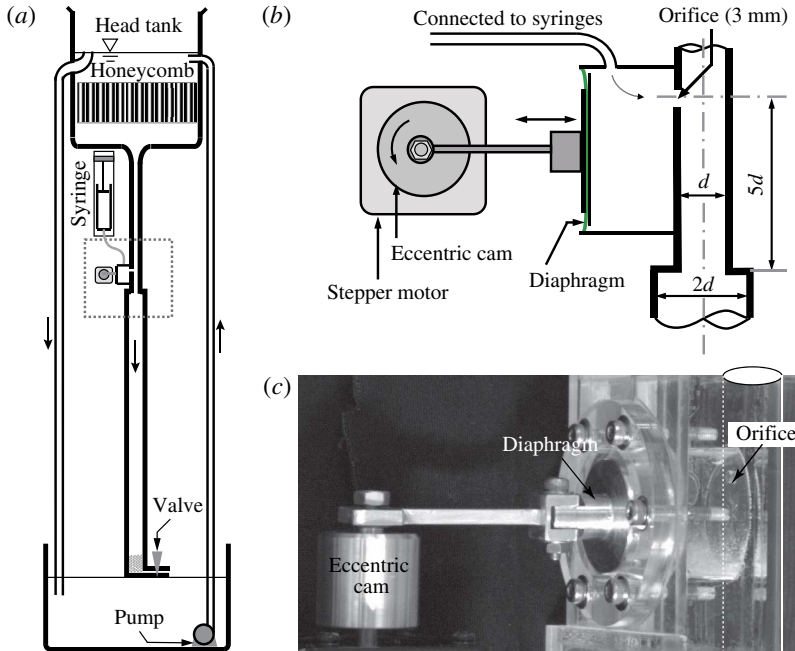 (a)
Head tank
Honeycomb
Syringe
Valve
Pump
(b)
Connected to syringes
Orifice (3 mm)
d
5d
2d
Eccentric cam
Diaphragm
Stepper motor
(c)
Diaphragm
Orifice
Eccentric
cam